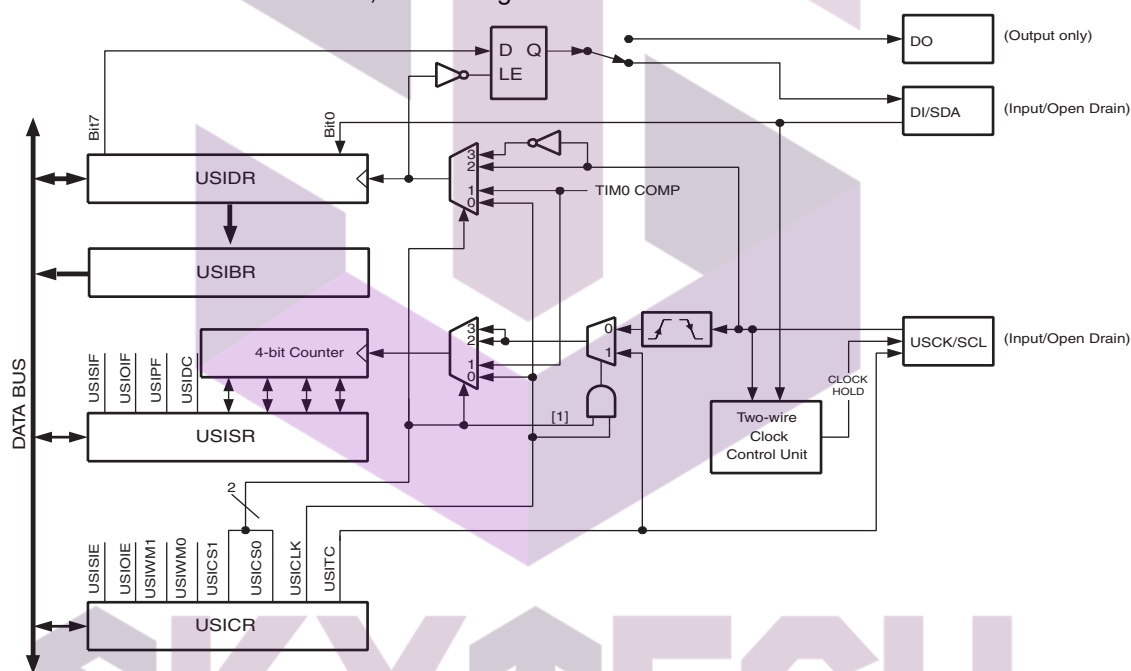 D Q
LE
DO
(Output only)
DI/SDA
(Input/Open Drain)
Bit7
Bit0
USIDR
3
2
1
0
TIM0 COMP
USIBR
DATA BUS
USISIF
USIOIF
USIPF
USIDC
4-bit Counter
3
2
1
0
0
1
USCK/SCL
(Input/Open Drain)
CLOCK
HOLD
[1]
Two-wire
Clock
Control Unit
USISR
2
USISIE
USIOIE
USIWM1
USIWM0
USICS1
USICS0
USICLK
USITC
USICR